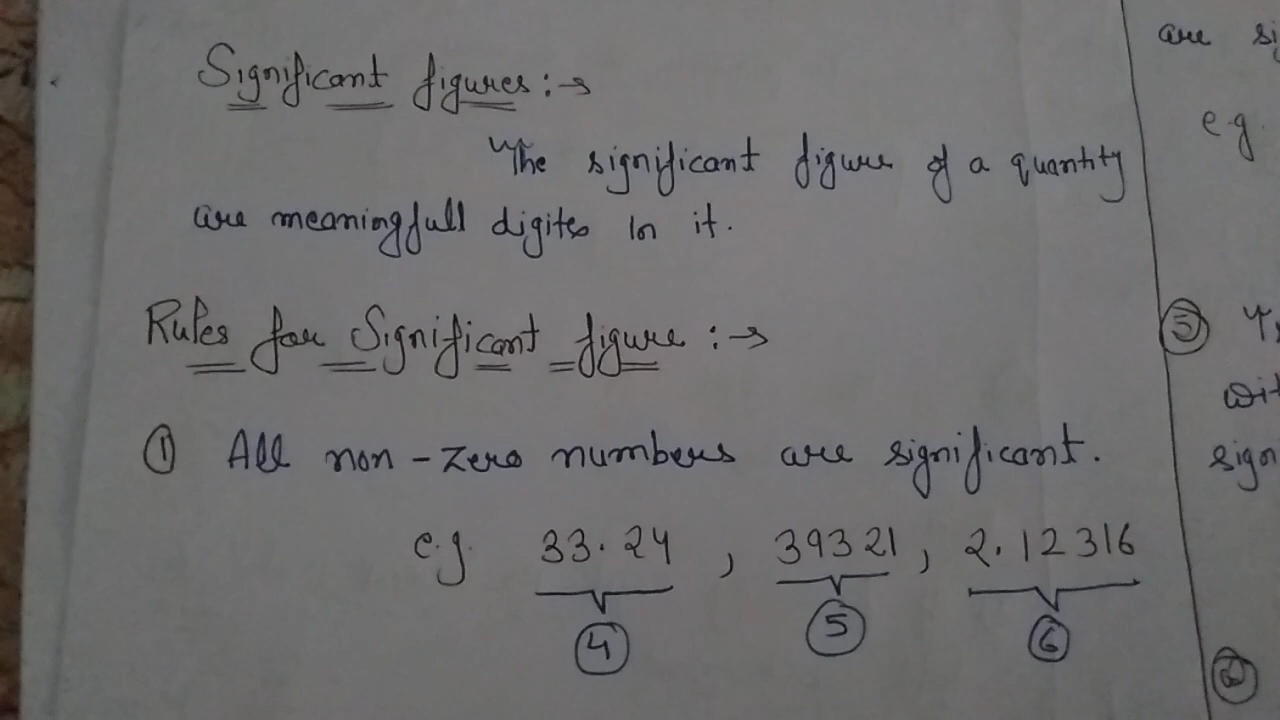 Significant figures :→
The significant figure of a quantity
are meaningfull digites In it.
Rules for Significant figure :→
① All non-zero numbers are significant.
e.g. 33.24 , 39321 , 2.12316
④ ⑤ ⑥
are
e.g.
③